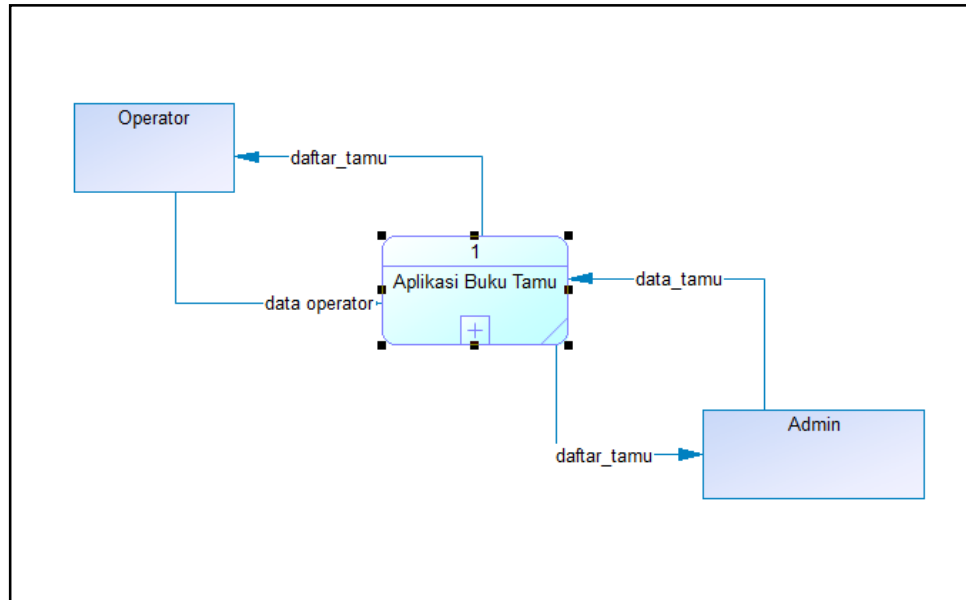 Operator
daftar_tamu
1
Aplikasi Buku Tamu
data_tamu
data operator
Admin
daftar_tamu